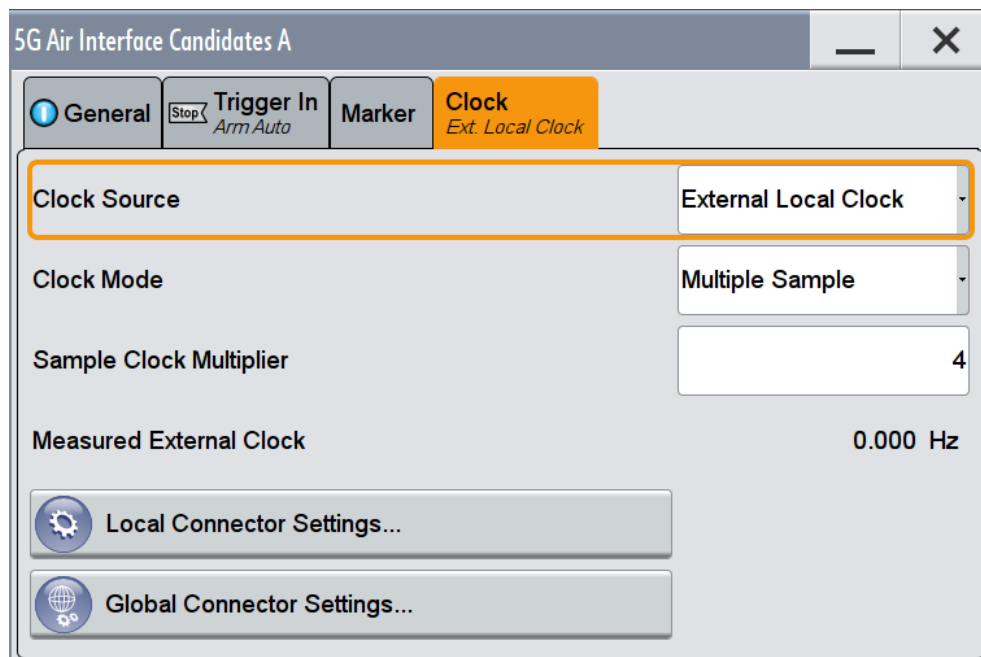 5G Air Interface Candidates A
General
Stop
Trigger In
Arm Auto
Marker
Clock
Ext. Local Clock
Clock Source
External Local Clock
Clock Mode
Multiple Sample
Sample Clock Multiplier
4
Measured External Clock
0.000 Hz
Local Connector Settings...
Global Connector Settings...